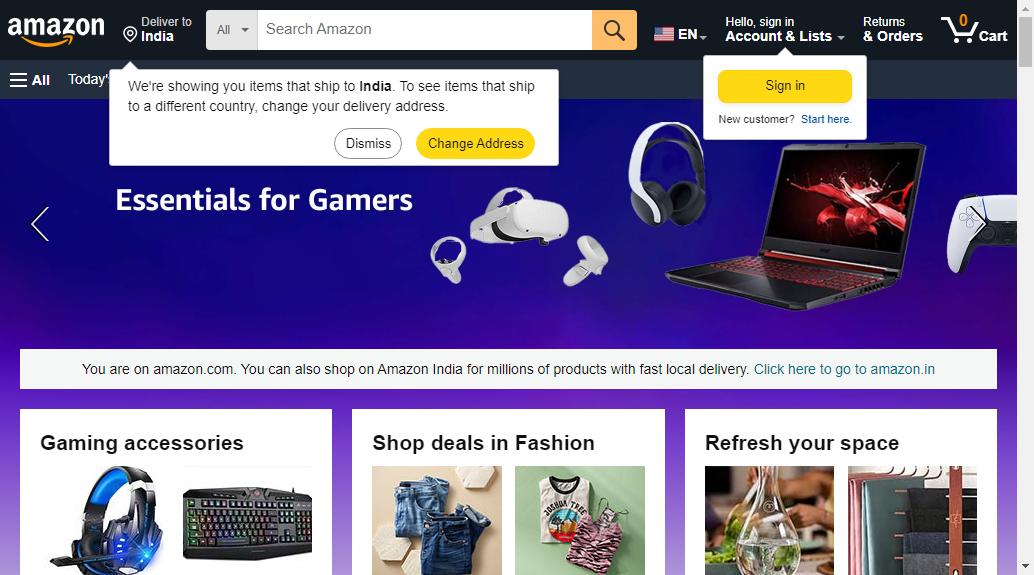 amazon
Deliver to
India
All
Search Amazon
EN
Hello, sign in
Account & Lists
Returns
& Orders
0
Cart
All
Today's
We're showing you items that ship to India. To see items that ship
to a different country, change your delivery address.
Dismiss
Change Address
Sign in
New customer? Start here.
Essentials for Gamers
You are on amazon.com. You can also shop on Amazon India for millions of products with fast local delivery. Click here to go to amazon.in
Gaming accessories
Shop deals in Fashion
Refresh your space
JOSHUA TREE